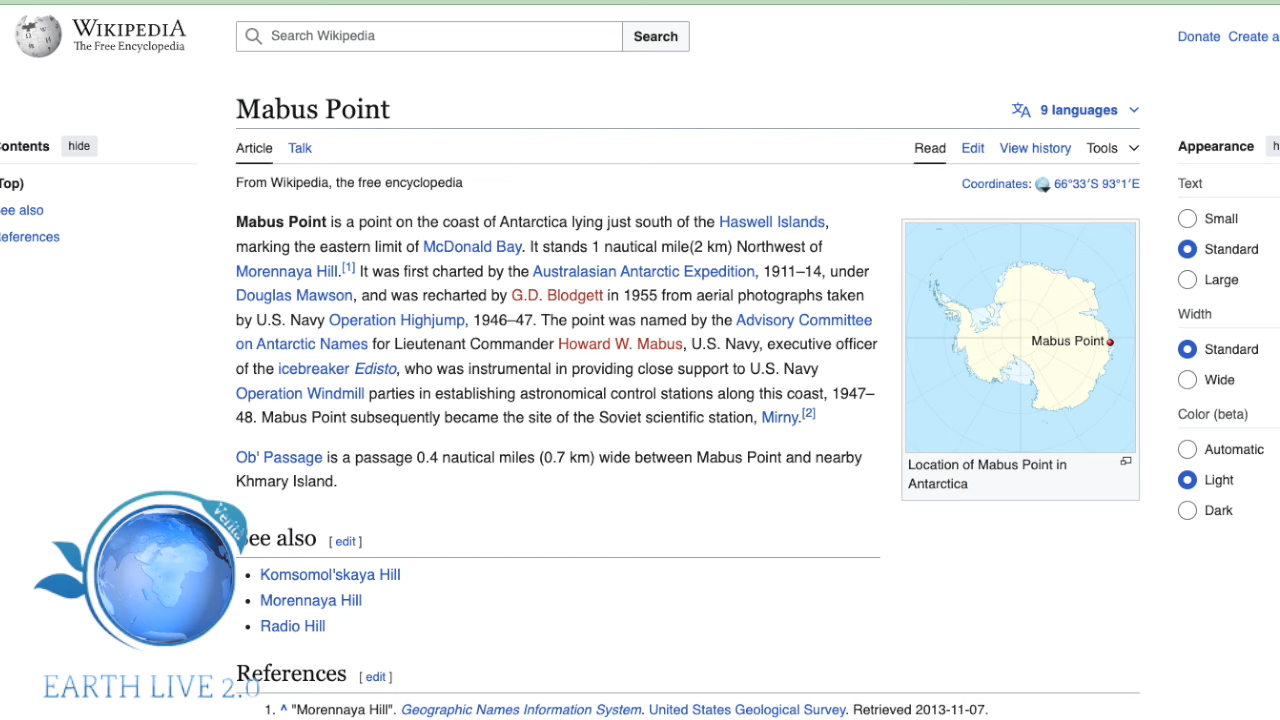 WIKIPEDIA
The Free Encyclopedia
Search Wikipedia
Search
Donate Create a
Mabus Point
9 languages
ontents hide
Article Talk
Read Edit View history Tools
Appearance h
Top)
ee also
eferences
From Wikipedia, the free encyclopedia
Coordinates: 66°33′S 93°1′E
Mabus Point is a point on the coast of Antarctica lying just south of the Haswell Islands,
marking the eastern limit of McDonald Bay. It stands 1 nautical mile(2 km) Northwest of
Morennaya Hill.[1] It was first charted by the Australasian Antarctic Expedition, 1911–14, under
Douglas Mawson, and was recharted by G.D. Blodgett in 1955 from aerial photographs taken
by U.S. Navy Operation Highjump, 1946–47. The point was named by the Advisory Committee
on Antarctic Names for Lieutenant Commander Howard W. Mabus, U.S. Navy, executive officer
of the icebreaker Edisto, who was instrumental in providing close support to U.S. Navy
Operation Windmill parties in establishing astronomical control stations along this coast, 1947–
48. Mabus Point subsequently became the site of the Soviet scientific station, Mirny.[2]
Ob' Passage is a passage 0.4 nautical miles (0.7 km) wide between Mabus Point and nearby
Khmary Island.
Mabus Point
Location of Mabus Point in
Antarctica
Text
Small
Standard
Large
Width
Standard
Wide
Color (beta)
Automatic
Light
Dark
See also [ edit ]
Komsomol'skaya Hill
Morennaya Hill
Radio Hill
References [ edit ]
1. ^ "Morennaya Hill". Geographic Names Information System. United States Geological Survey. Retrieved 2013-11-07.
EARTH LIVE 2.0